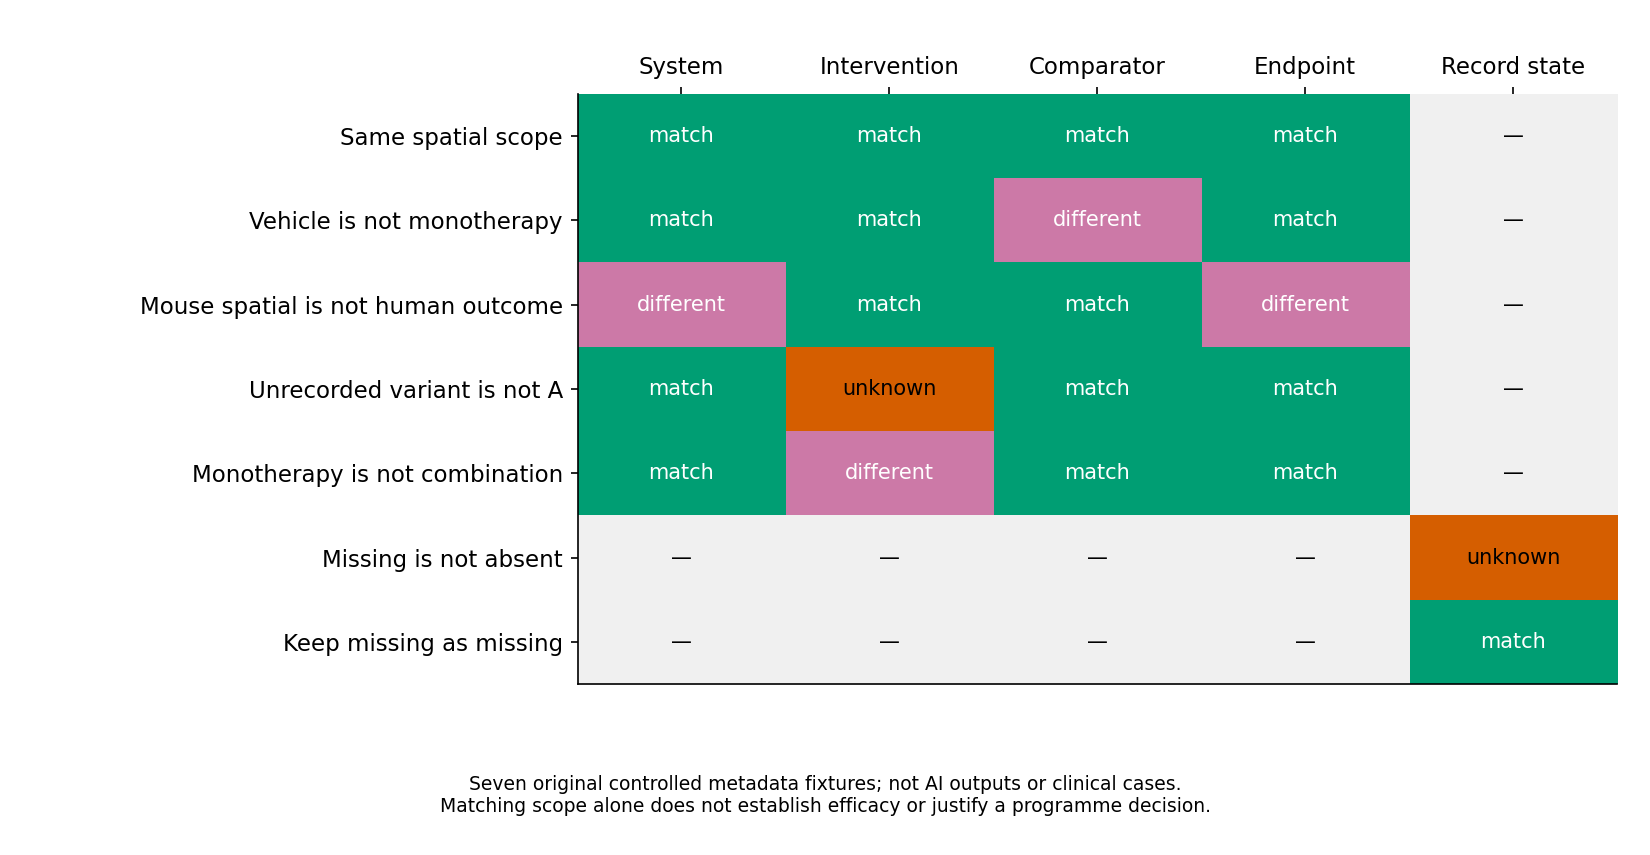 System Intervention Comparator Endpoint Record state
Same spatial scope match match match match —
Vehicle is not monotherapy match match different match —
Mouse spatial is not human outcome different match match different —
Unrecorded variant is not A match unknown match match —
Monotherapy is not combination match different match match —
Missing is not absent — — — — unknown
Keep missing as missing — — — — match
Seven original controlled metadata fixtures; not AI outputs or clinical cases.
Matching scope alone does not establish efficacy or justify a programme decision.